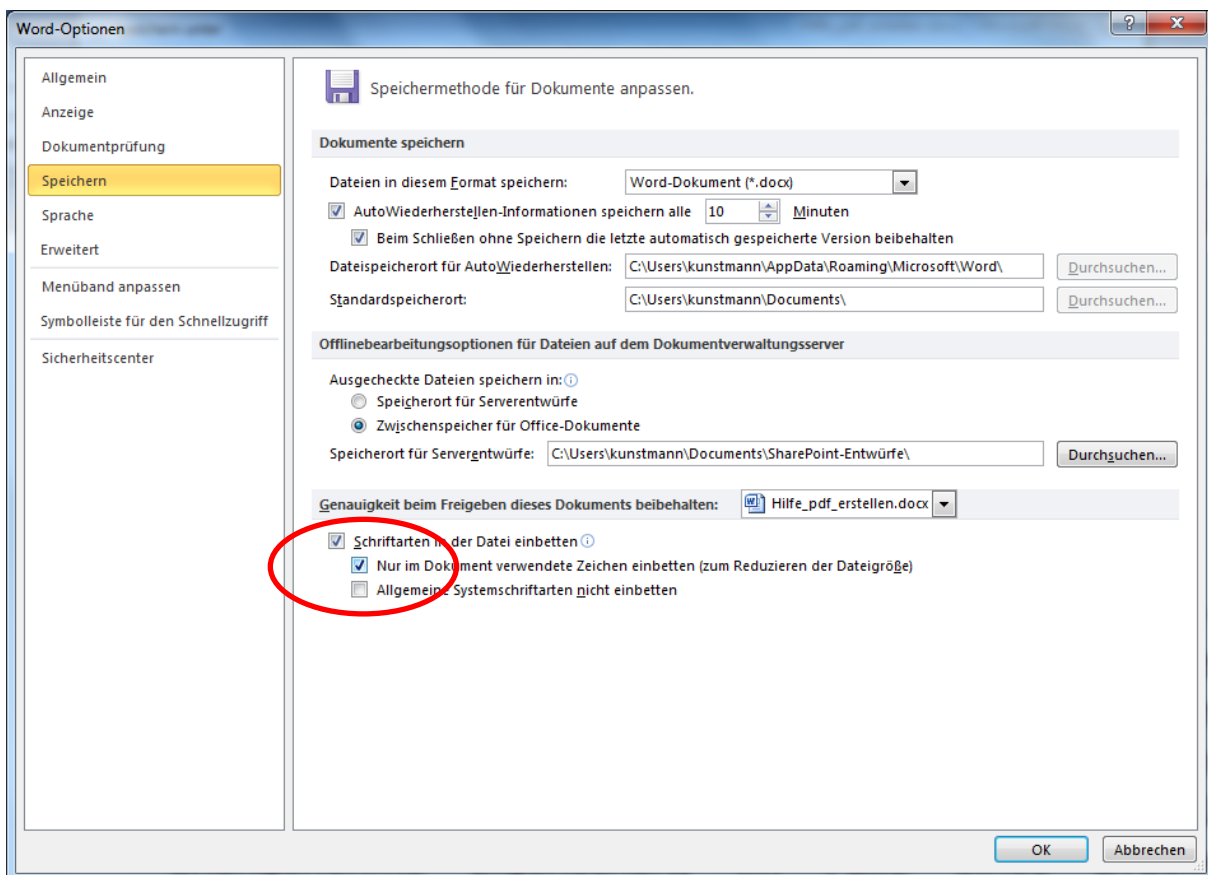 Word-Optionen
Allgemein
Anzeige
Dokumentprüfung
Speichern
Sprache
Erweitert
Menüband anpassen
Symbolleiste für den Schnellzugriff
Sicherheitscenter
Speichermethode für Dokumente anpassen.
Dokumente speichern
Dateien in diesem Format speichern: Word-Dokument (*.docx)
AutoWiederherstellen-Informationen speichern alle 10 Minuten
Beim Schließen ohne Speichern die letzte automatisch gespeicherte Version beibehalten
Dateispeicherort für AutoWiederherstellen: C:\Users\kunstmann\AppData\Roaming\Microsoft\Word\ Durchsuchen...
Standardspeicherort: C:\Users\kunstmann\Documents\ Durchsuchen...
Offlinebearbeitungsoptionen für Dateien auf dem Dokumentverwaltungsserver
Ausgecheckte Dateien speichern in:
Speicherort für Serverentwürfe
Zwischenspeicher für Office-Dokumente
Speicherort für Serverentwürfe: C:\Users\kunstmann\Documents\SharePoint-Entwürfe\ Durchsuchen...
Genauigkeit beim Freigeben dieses Dokuments beibehalten: Hilfe_pdf_erstellen.docx
Schriftarten in der Datei einbetten
Nur im Dokument verwendete Zeichen einbetten (zum Reduzieren der Dateigröße)
Allgemeine Systemschriftarten nicht einbetten
OK Abbrechen